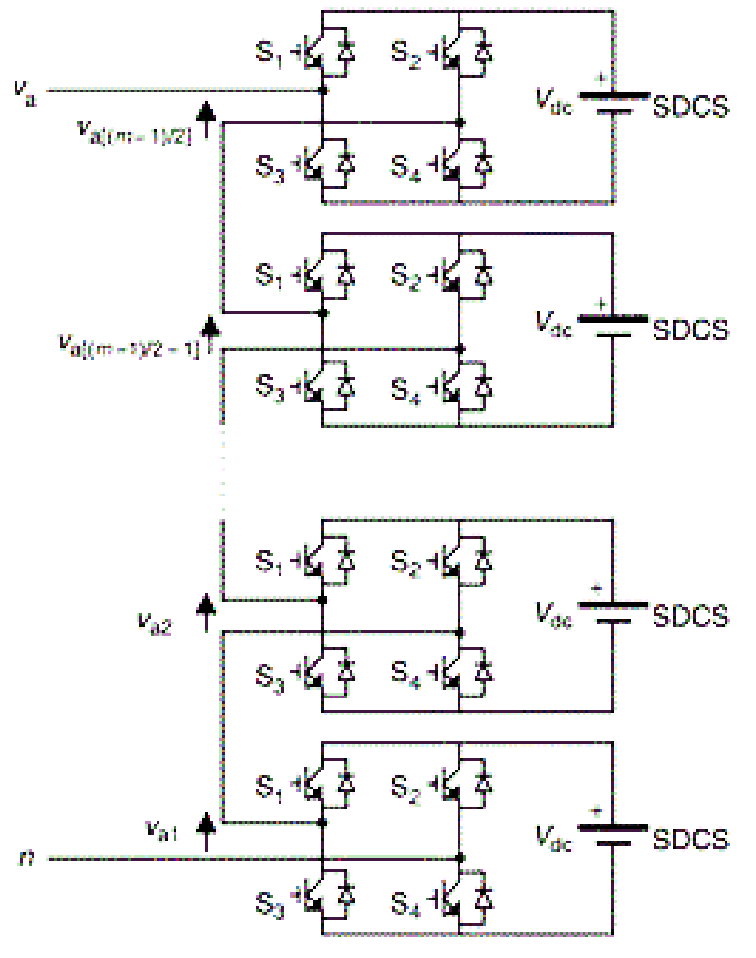 S1 S2
va Vdc + SDCS
va[(m−1)/2]
S3 S4
S1 S2
Vdc + SDCS
va[(m−1)/2−1]
S3 S4
S1 S2
Vdc + SDCS
va2
S3 S4
S1 S2
va1 Vdc + SDCS
n
S3 S4